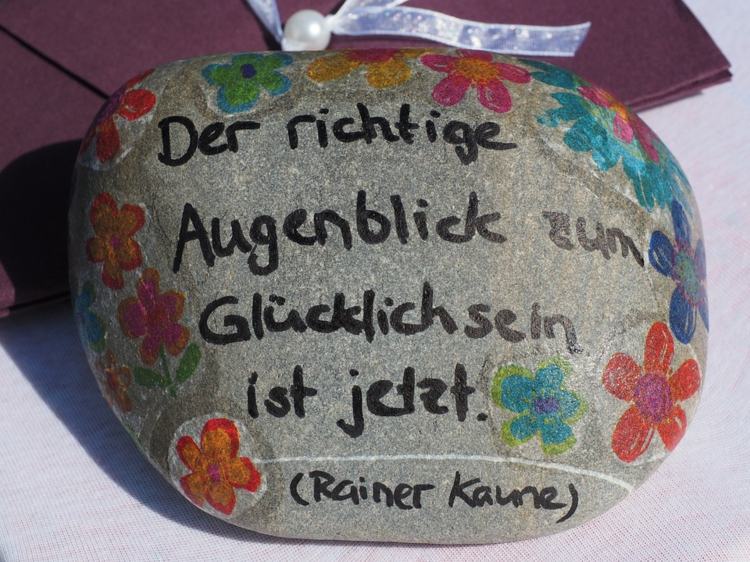 Der richtige
Augenblick zum
Glücklichsein
ist jetzt.
(Rainer Kaune)